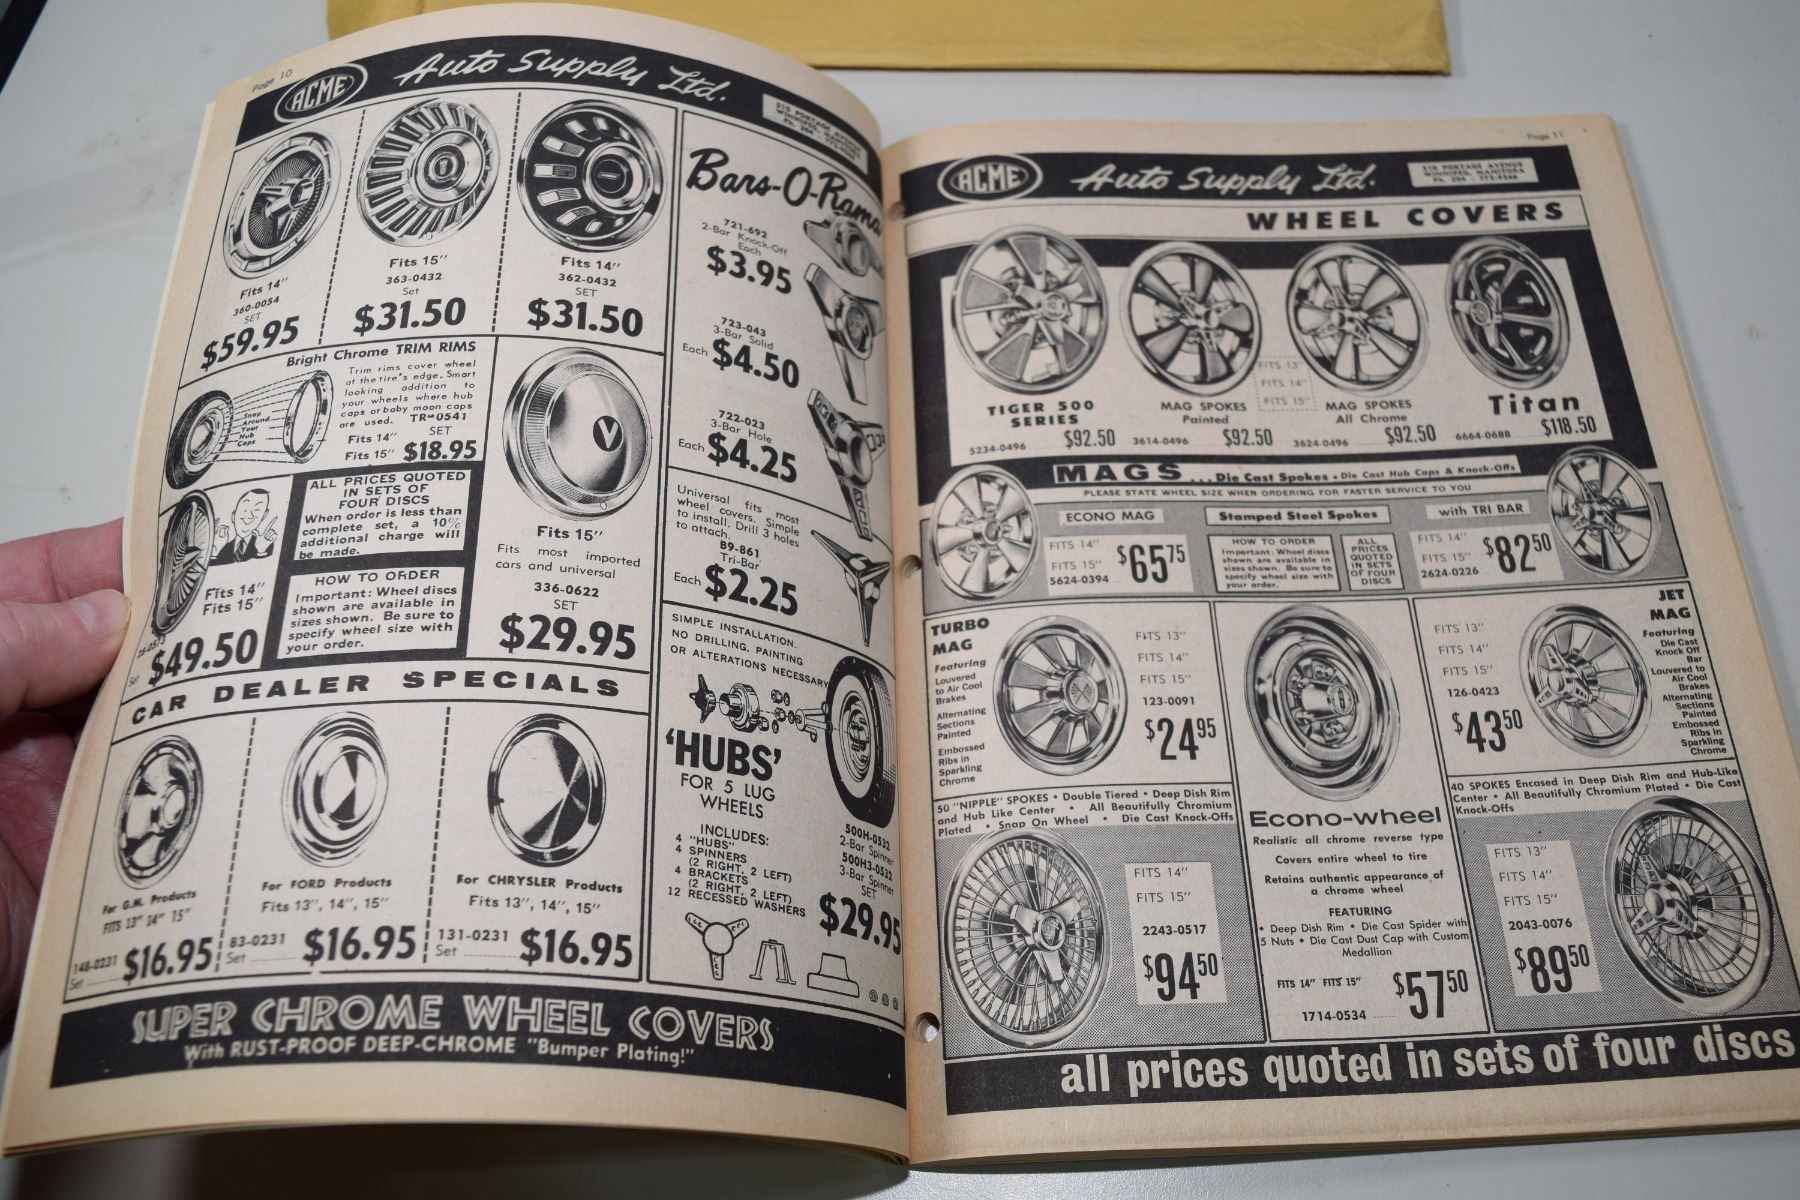 Page 10
ACME
Auto Supply Ltd.
510 PORTAGE AVENUE
WINNIPEG, MANITOBA
Fits 14"
360-0054
SET
$59.95
Fits 15"
363-0432
Set
$31.50
Fits 14"
362-0432
SET
$31.50
Bright Chrome TRIM RIMS
Trim rims cover wheel
at the tire's edge. Smart
looking addition to
your wheels where hub
caps or baby moon caps
are used. TR-0541
SET
Fits 14"
Fits 15" $18.95
Snap
Around
Your
Hub
Caps
ALL PRICES QUOTED
IN SETS OF
FOUR DISCS
When order is less than
complete set, a 10%
additional charge will
be made.
HOW TO ORDER
Important: Wheel discs
shown are available in
sizes shown. Be sure to
specify wheel size with
your order.
Fits 14"
Fits 15"
Set $49.50
V
Fits 15"
Fits most imported
cars and universal
336-0622
SET
$29.95
CAR DEALER SPECIALS
For G.M. Products
FITS 13" 14" 15"
148-0231
Set $16.95
For FORD Products
Fits 13", 14", 15"
83-0231
Set $16.95
For CHRYSLER Products
Fits 13", 14", 15"
131-0231
Set $16.95
Bars-O-Rama
721-692
2-Bar Knock-Off
Each
$3.95
723-043
3-Bar Solid
Each $4.50
722-023
3-Bar Hole
Each $4.25
Universal fits most
wheel covers. Simple
to install. Drill 3 holes
to attach.
B9-861
Tri-Bar
Each $2.25
SIMPLE INSTALLATION.
NO DRILLING, PAINTING
OR ALTERATIONS NECESSARY
'HUBS'
FOR 5 LUG
WHEELS
INCLUDES:
4 "HUBS"
4 SPINNERS
(2 RIGHT, 2 LEFT)
4 BRACKETS
(2 RIGHT, 2 LEFT)
12 RECESSED WASHERS
500H-0532
2-Bar Spinner
500H3-0532
3-Bar Spinner
SET
$29.95
SUPER CHROME WHEEL COVERS
With RUST-PROOF DEEP-CHROME "Bumper Plating!"
Page 11
ACME
Auto Supply Ltd.
510 PORTAGE AVENUE
WINNIPEG, MANITOBA
WHEEL COVERS
TIGER 500
SERIES
5234-0496 $92.50
MAG SPOKES
Painted
3614-0496 $92.50
FITS 13"
FITS 14"
FITS 15"
MAG SPOKES
All Chrome
3624-0496 $92.50
Titan
6664-0688 $118.50
MAGS ...Die Cast Spokes • Die Cast Hub Caps & Knock-Offs
PLEASE STATE WHEEL SIZE WHEN ORDERING FOR FASTER SERVICE TO YOU
ECONO MAG
FITS 14"
FITS 15"
5624-0394 $65.75
Stamped Steel Spokes
HOW TO ORDER
Important: Wheel discs
shown are available in
sizes shown. Be sure to
specify wheel size with
your order.
ALL
PRICES
QUOTED
IN SETS
OF FOUR
DISCS
with TRI BAR
FITS 14"
FITS 15"
2624-0226 $82.50
TURBO
MAG
Featuring
Louvered
to Air Cool
Brakes
Alternating
Sections
Painted
Embossed
Ribs in
Sparkling
Chrome
FITS 13"
FITS 14"
FITS 15"
123-0091
$24.95
JET
MAG
Featuring
Die Cast
Knock Off
Bar
Louvered to
Air Cool
Brakes
Alternating
Sections
Painted
Embossed
Ribs in
Sparkling
Chrome
FITS 13"
FITS 14"
FITS 15"
126-0423
$43.50
50 "NIPPLE" SPOKES • Double Tiered • Deep Dish Rim
and Hub Like Center • All Beautifully Chromium
Plated • Snap On Wheel • Die Cast Knock-Offs
FITS 14"
FITS 15"
2243-0517
$94.50
Econo-wheel
Realistic all chrome reverse type
Covers entire wheel to tire
Retains authentic appearance of
a chrome wheel
FEATURING
• Deep Dish Rim • Die Cast Spider with
5 Nuts • Die Cast Dust Cap with Custom
Medallion
FITS 14" FITS 15"
1714-0534 $57.50
40 SPOKES Encased in Deep Dish Rim and Hub-Like
Center • All Beautifully Chromium Plated • Die Cast
Knock-Offs
FITS 13"
FITS 14"
FITS 15"
2043-0076
$89.50
all prices quoted in sets of four discs